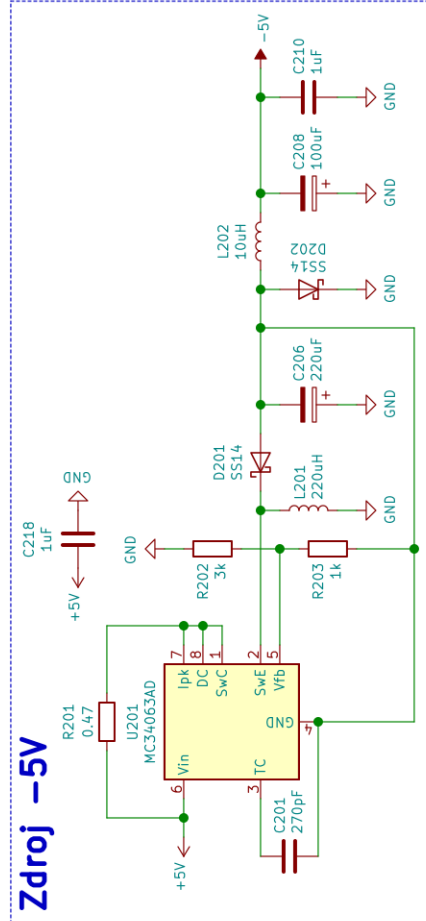 Zdroj −5V
R201
0.47
C218
1uF
+5V
GND
U201
MC34063AD
+5V
6
Vin
Ipk
7
DC
8
SwC
1
3
TC
SwE
2
Vfb
5
GND
4
C201
270pF
GND
R202
3k
R203
1k
D201
SS14
L201
220uH
GND
C206
220uF
+
GND
L202
10uH
SS14
D202
GND
C208
100uF
+
GND
C210
1uF
GND
−5V